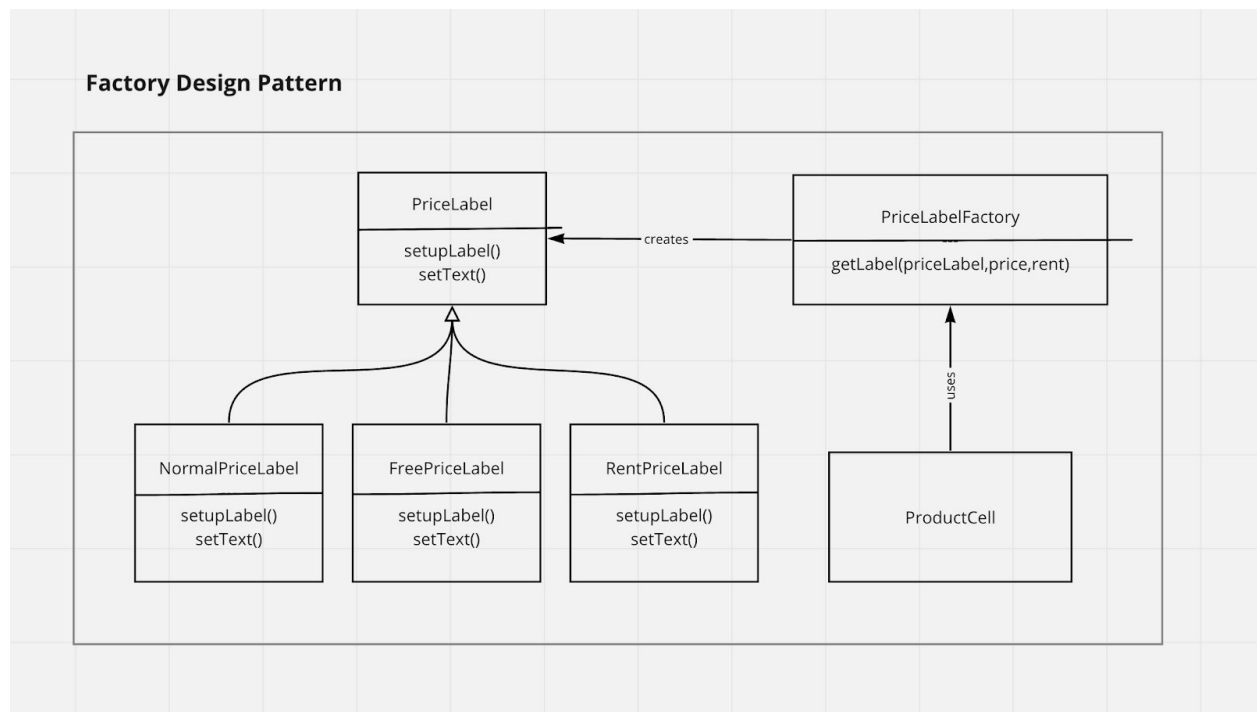 Factory Design Pattern
PriceLabel
setupLabel()
setText()
creates
PriceLabelFactory
getLabel(priceLabel,price,rent)
uses
NormalPriceLabel
setupLabel()
setText()
FreePriceLabel
setupLabel()
setText()
RentPriceLabel
setupLabel()
setText()
ProductCell